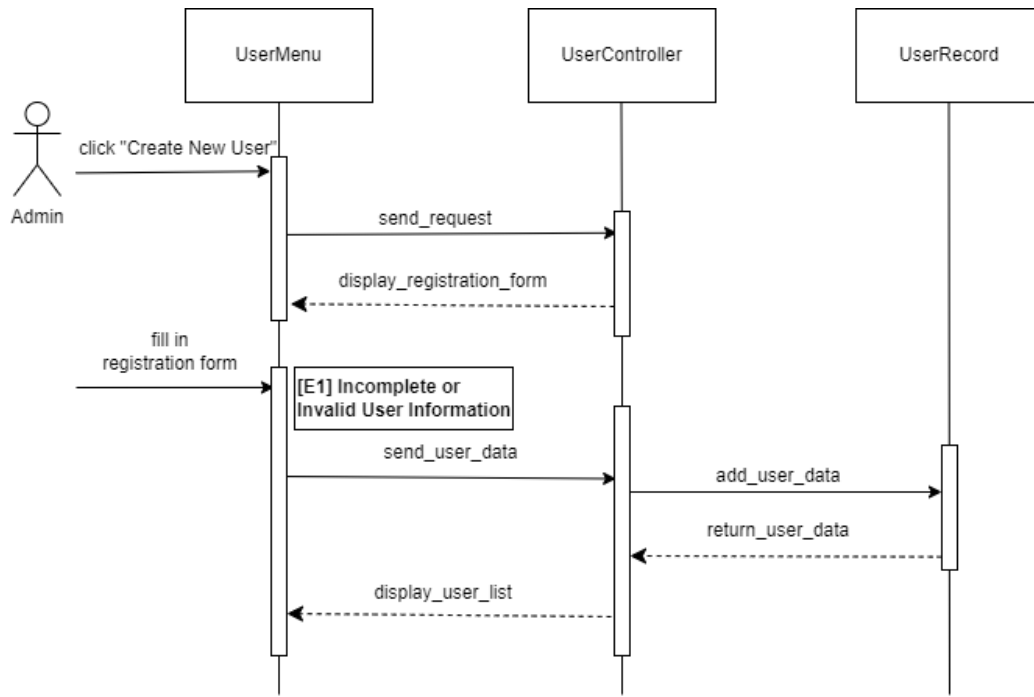 UserMenu
UserController
UserRecord
click "Create New User"
Admin
send_request
display_registration_form
fill in
registration form
[E1] Incomplete or
Invalid User Information
send_user_data
add_user_data
return_user_data
display_user_list